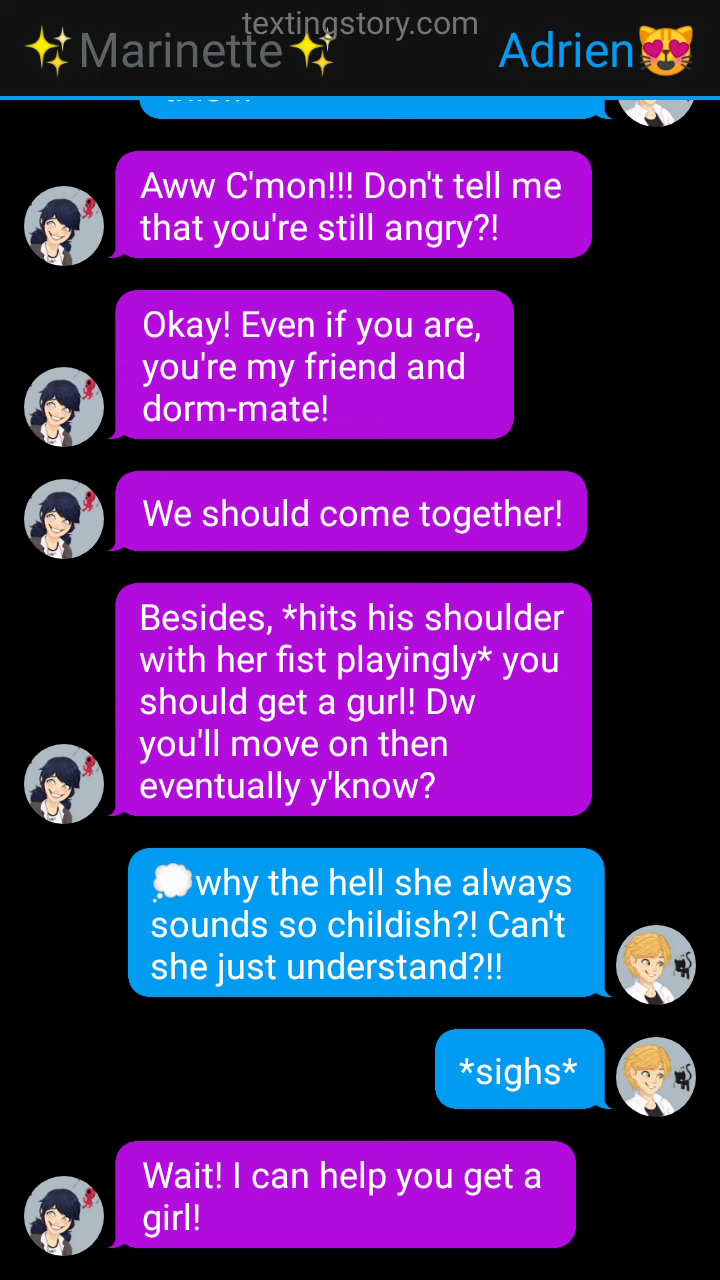 textingstory.com
✨Marinette✨ Adrien😻
Aww C'mon!!! Don't tell me
that you're still angry?!
Okay! Even if you are,
you're my friend and
dorm-mate!
We should come together!
Besides, *hits his shoulder
with her fist playingly* you
should get a gurl! Dw
you'll move on then
eventually y'know?
💭why the hell she always
sounds so childish?! Can't
she just understand?!!
*sighs*
Wait! I can help you get a
girl!